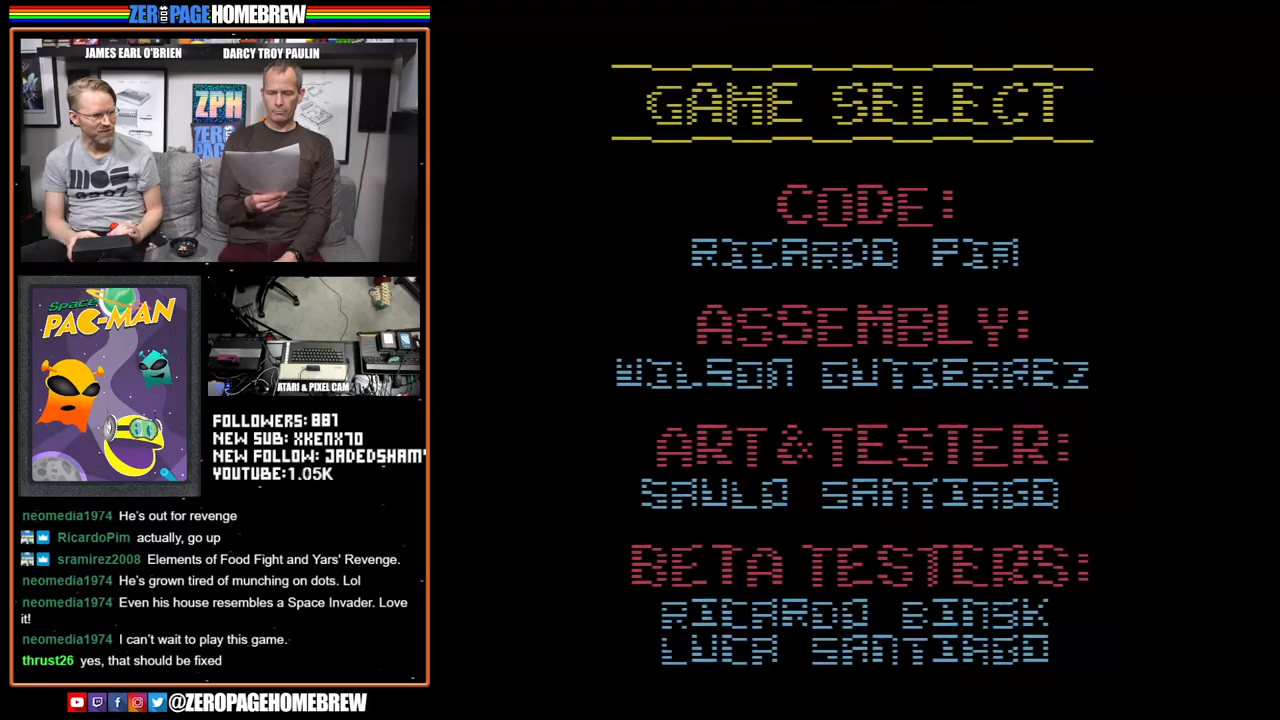 ZEROPAGE HOMEBREW
JAMES EARL O'BRIEN
DARCY TROY PAULIN
ZPH
ZERO
PAG
mos
Space
PAC-MAN
ATARI & PIXEL CAM
FOLLOWERS: 881
NEW SUB: XKENX70
NEW FOLLOW: JADEDSHAM
YOUTUBE:1.05K
neomedia1974 He's out for revenge
RicardoPim actually, go up
sramirez2008 Elements of Food Fight and Yars' Revenge.
neomedia1974 He's grown tired of munching on dots. Lol
neomedia1974 Even his house resembles a Space Invader. Love
it!
neomedia1974 I can't wait to play this game.
thrust26 yes, that should be fixed
@ZEROPAGEHOMEBREW
GAME SELECT
CODE:
RICARDO PIM
ASSEMBLY:
WILSON GUTIERREZ
ART&TESTER:
SAULO SANTIAGO
BETA TESTERS:
RICARDO BINSK
LUCA SANTIAGO